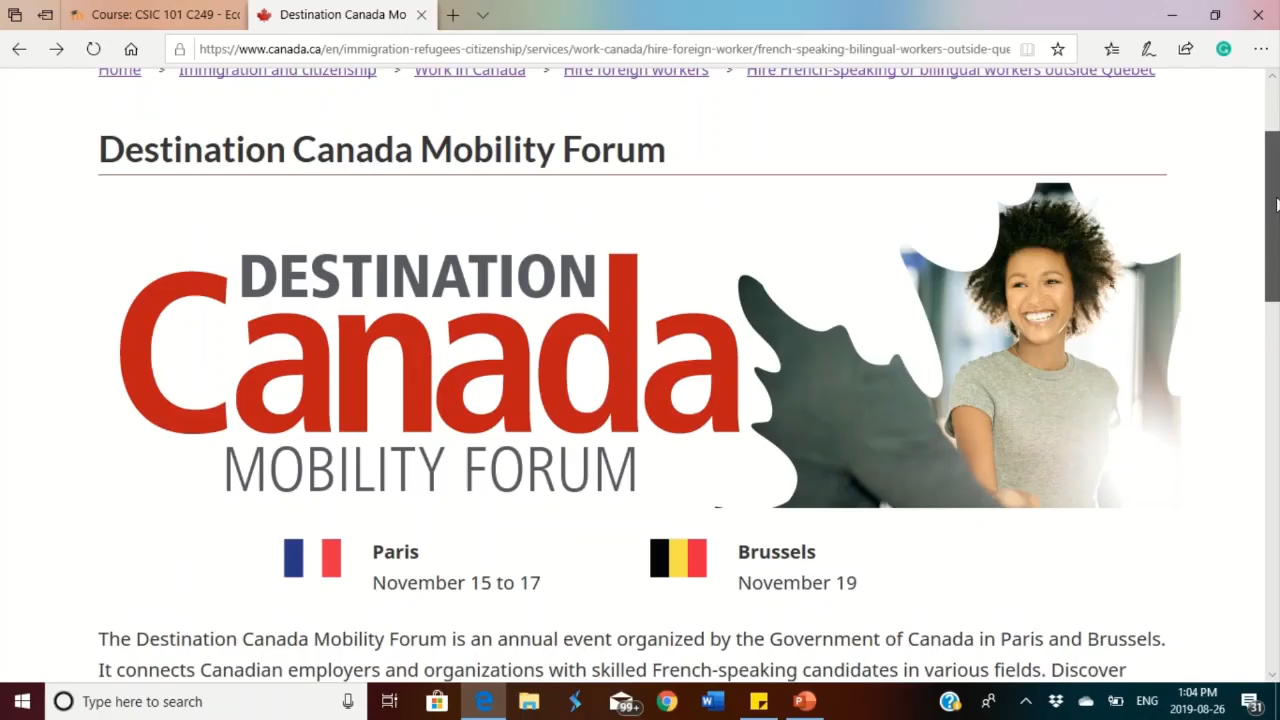 Course: CSIC 101 C249 - Ecc
Destination Canada Mo
https://www.canada.ca/en/immigration-refugees-citizenship/services/work-canada/hire-foreign-worker/french-speaking-bilingual-workers-outside-que
Home > Immigration and citizenship > Work in Canada > Hire foreign workers > Hire French-speaking or bilingual workers outside Quebec
Destination Canada Mobility Forum
DESTINATION
Canada
MOBILITY FORUM
Paris
November 15 to 17
Brussels
November 19
The Destination Canada Mobility Forum is an annual event organized by the Government of Canada in Paris and Brussels.
It connects Canadian employers and organizations with skilled French-speaking candidates in various fields. Discover
Type here to search
99+
ENG
1:04 PM
2019-08-26
31